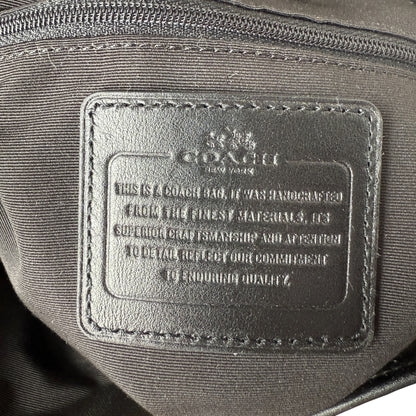 COACH
NEW YORK
THIS IS A COACH BAG. IT WAS HANDCRAFTED
FROM THE FINEST MATERIALS. ITS
SUPERIOR CRAFTSMANSHIP AND ATTENTION
TO DETAIL REFLECT OUR COMMITMENT
TO ENDURING QUALITY.